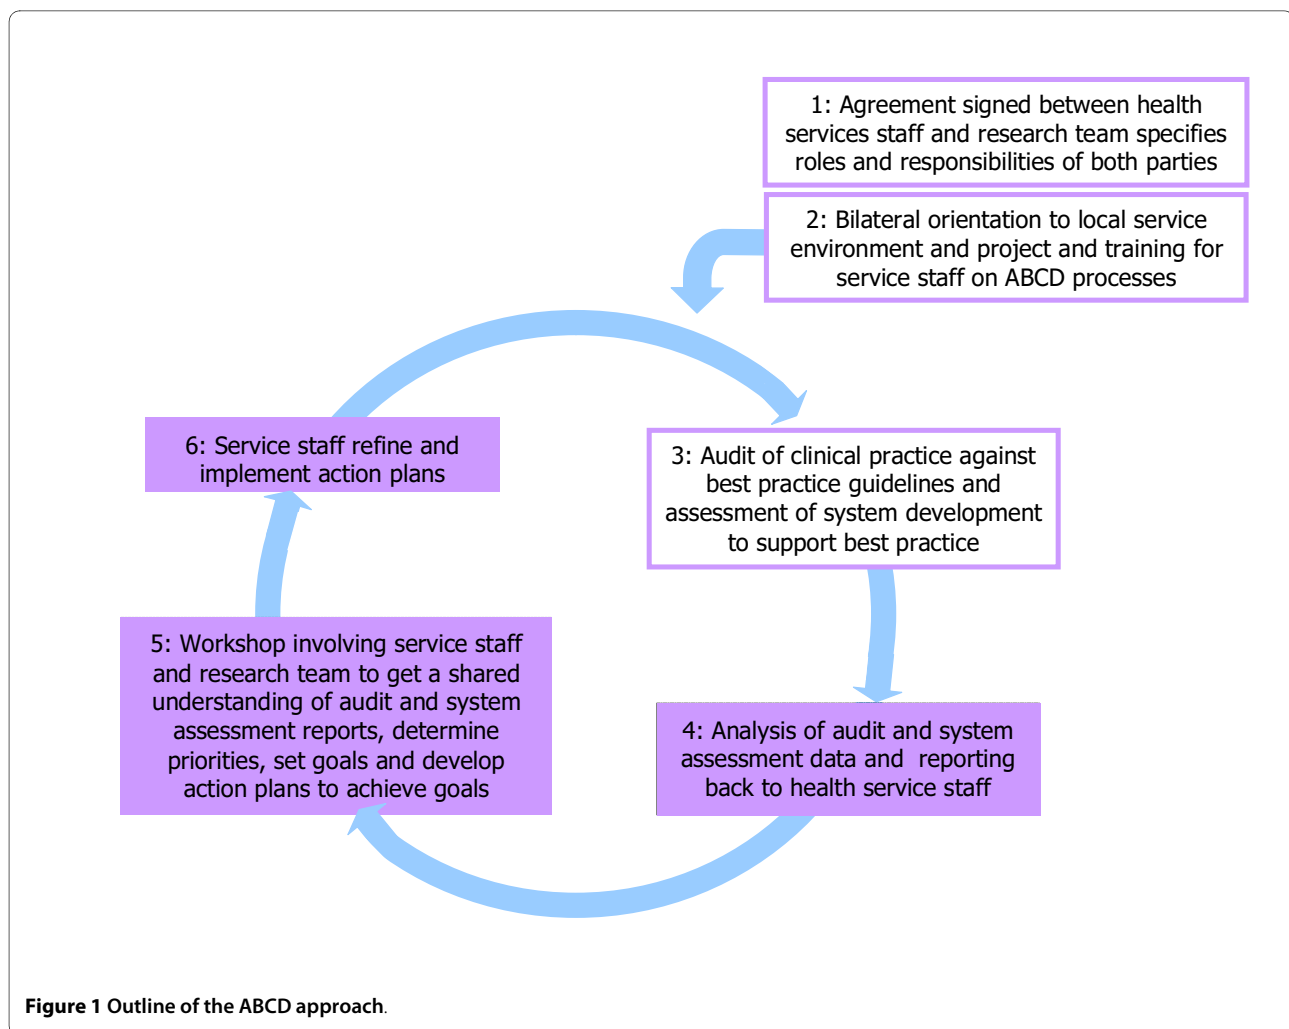 1: Agreement signed between health
services staff and research team specifies
roles and responsibilities of both parties
2: Bilateral orientation to local service
environment and project and training for
service staff on ABCD processes
6: Service staff refine and
implement action plans
3: Audit of clinical practice against
best practice guidelines and
assessment of system development
to support best practice
5: Workshop involving service staff
and research team to get a shared
understanding of audit and system
assessment reports, determine
priorities, set goals and develop
action plans to achieve goals
4: Analysis of audit and system
assessment data and  reporting
back to health service staff
Figure 1 Outline of the ABCD approach.